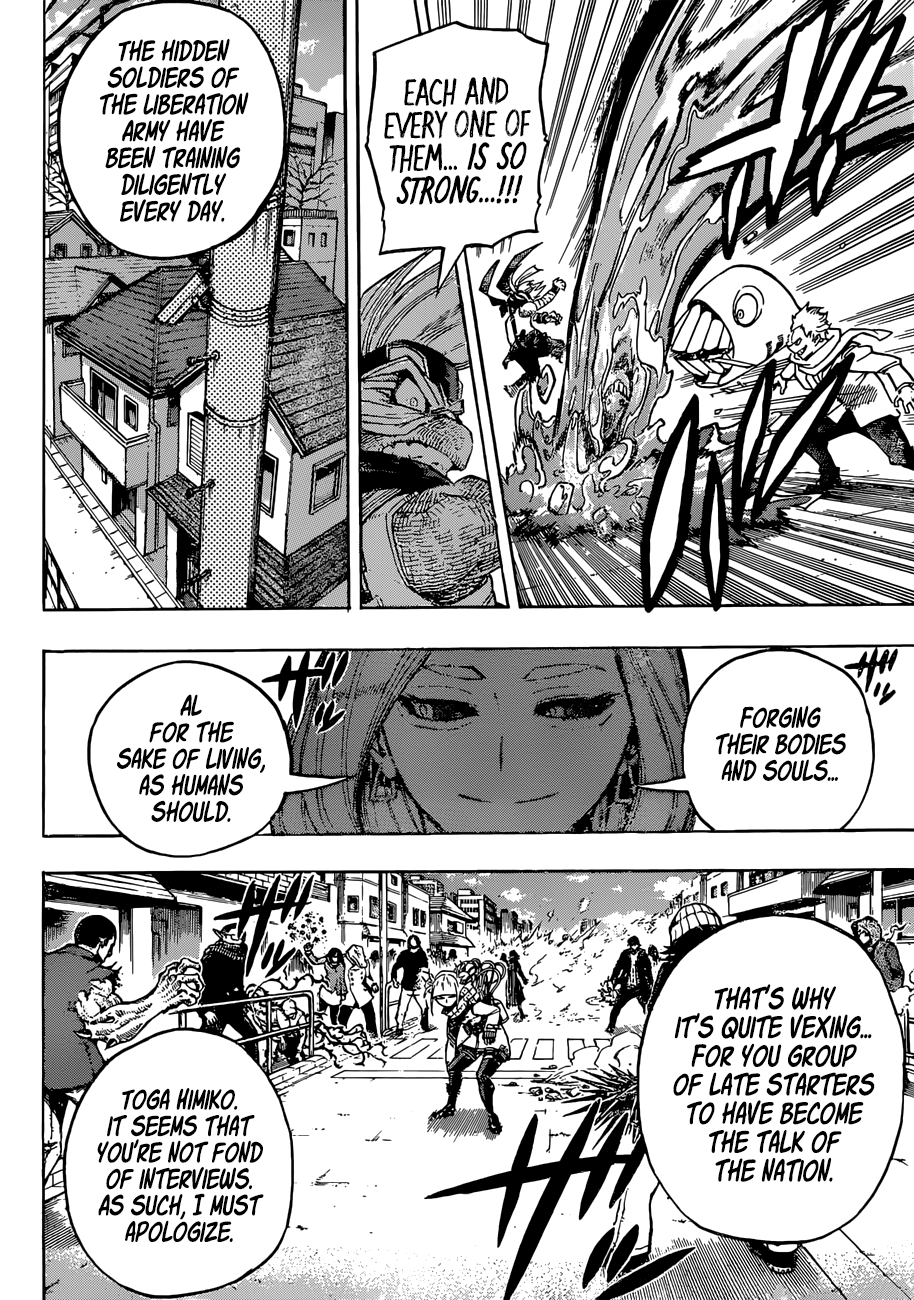 EACH AND
EVERY ONE OF
THEM... IS SO
STRONG...!!!
THE HIDDEN
SOLDIERS OF
THE LIBERATION
ARMY HAVE
BEEN TRAINING
DILIGENTLY
EVERY DAY.
FORGING
THEIR BODIES
AND SOULS...
AL
FOR THE
SAKE OF LIVING,
AS HUMANS
SHOULD.
THAT'S WHY
IT'S QUITE VEXING...
FOR YOU GROUP
OF LATE STARTERS
TO HAVE BECOME
THE TALK OF
THE NATION.
TOGA HIMIKO.
IT SEEMS THAT
YOU'RE NOT FOND
OF INTERVIEWS.
AS SUCH, I MUST
APOLOGIZE.